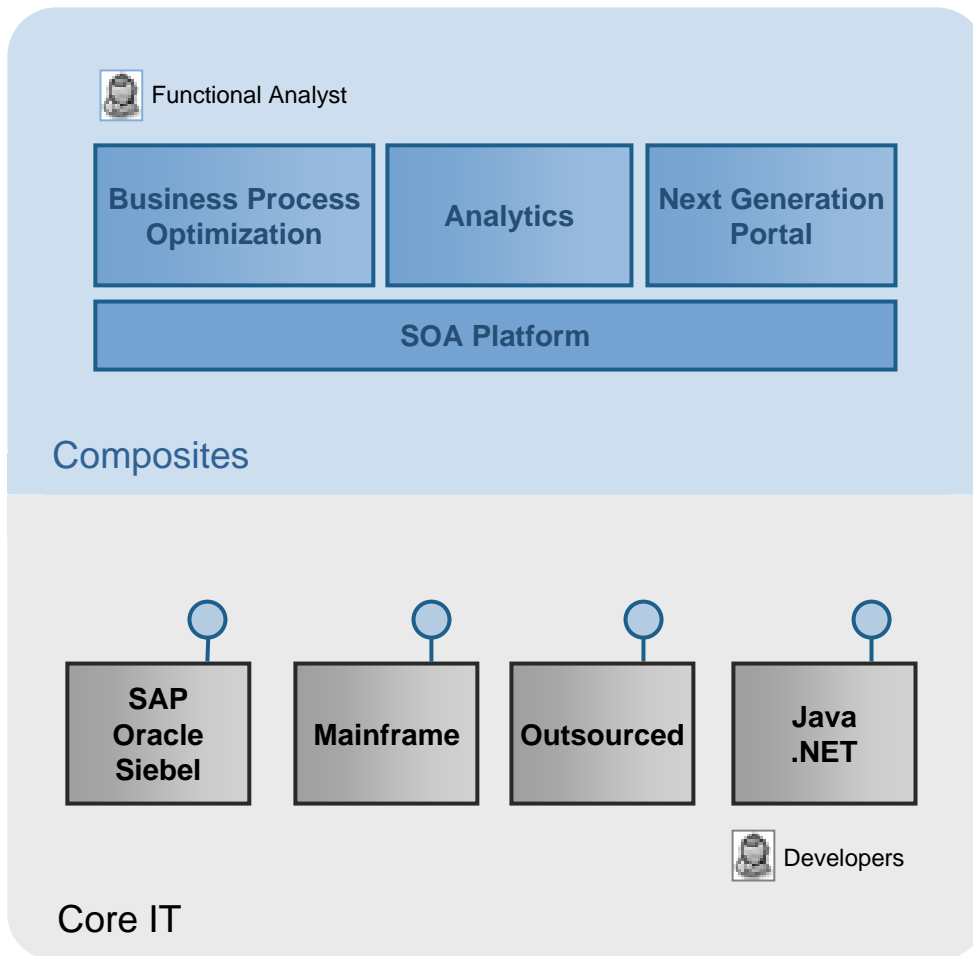 Functional Analyst
Business Process
Optimization
Analytics
Next Generation
Portal
SOA Platform
Composites
SAP
Oracle
Siebel
Mainframe
Outsourced
Java
.NET
Developers
Core IT